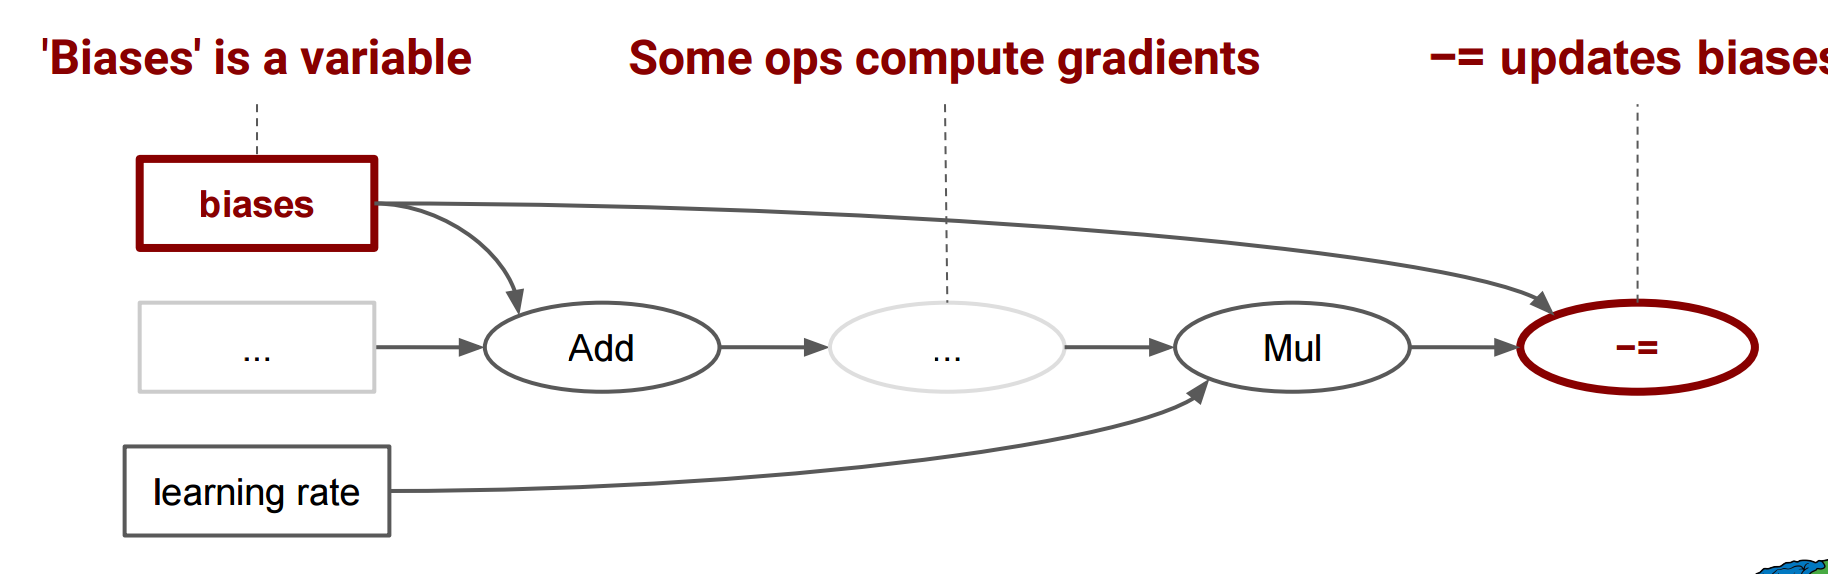 'Biases' is a variable
Some ops compute gradients
−= updates biases
biases
...
Add
...
Mul
−=
learning rate